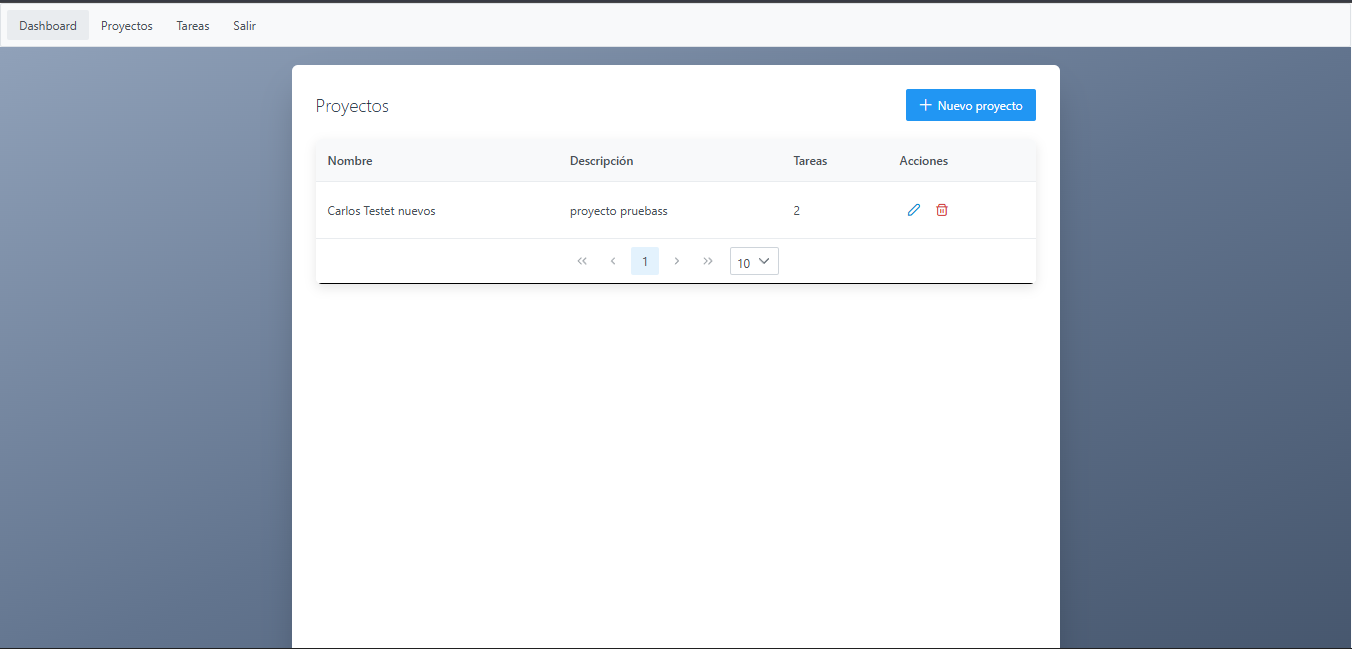 Dashboard Proyectos Tareas Salir
Proyectos
Nuevo proyecto
Nombre Descripción Tareas Acciones
Carlos Testet nuevos proyecto pruebass 2
1 10